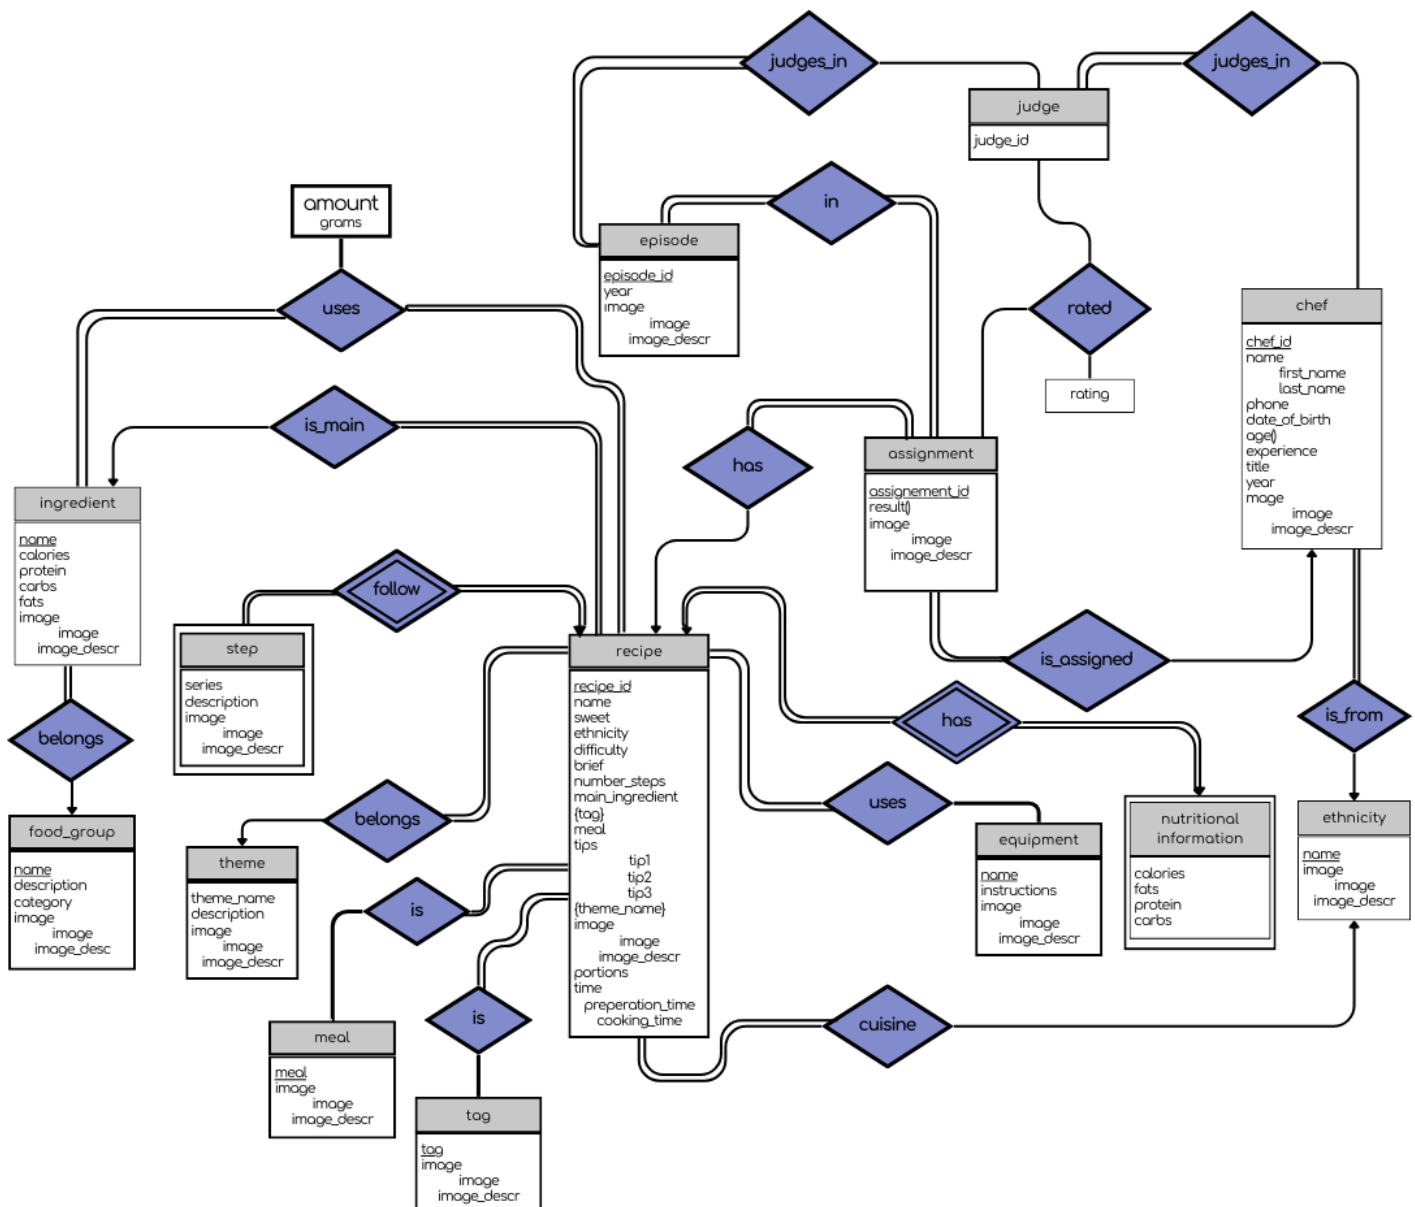 judges_in
judges_in
judge
judge_id
in
amount
grams
uses
episode
episode_id
year
image
image
image_descr
rated
rating
chef
chef_id
name
first_name
last_name
phone
date_of_birth
age()
experience
title
year
mage
image
image_descr
is_main
has
assignment
assignement_id
result()
image
image
image_descr
ingredient
name
calories
protein
carbs
fats
image
image
image_descr
follow
step
series
description
image
image
image_descr
recipe
recipe_id
name
sweet
ethnicity
difficulty
brief
number_steps
main_ingredient
{tag}
meal
tips
tip1
tip2
tip3
{theme_name}
image
image
image_descr
portions
time
preperation_time
cooking_time
is_assigned
is_from
has
belongs
belongs
uses
food_group
name
description
category
image
image
image_desc
theme
theme_name
description
image
image
image_descr
equipment
name
instructions
image
image
image_descr
nutritional
information
calories
fats
protein
carbs
ethnicity
name
image
image
image_descr
is
is
cuisine
meal
meal
image
image
image_descr
tag
tag
image
image
image_descr